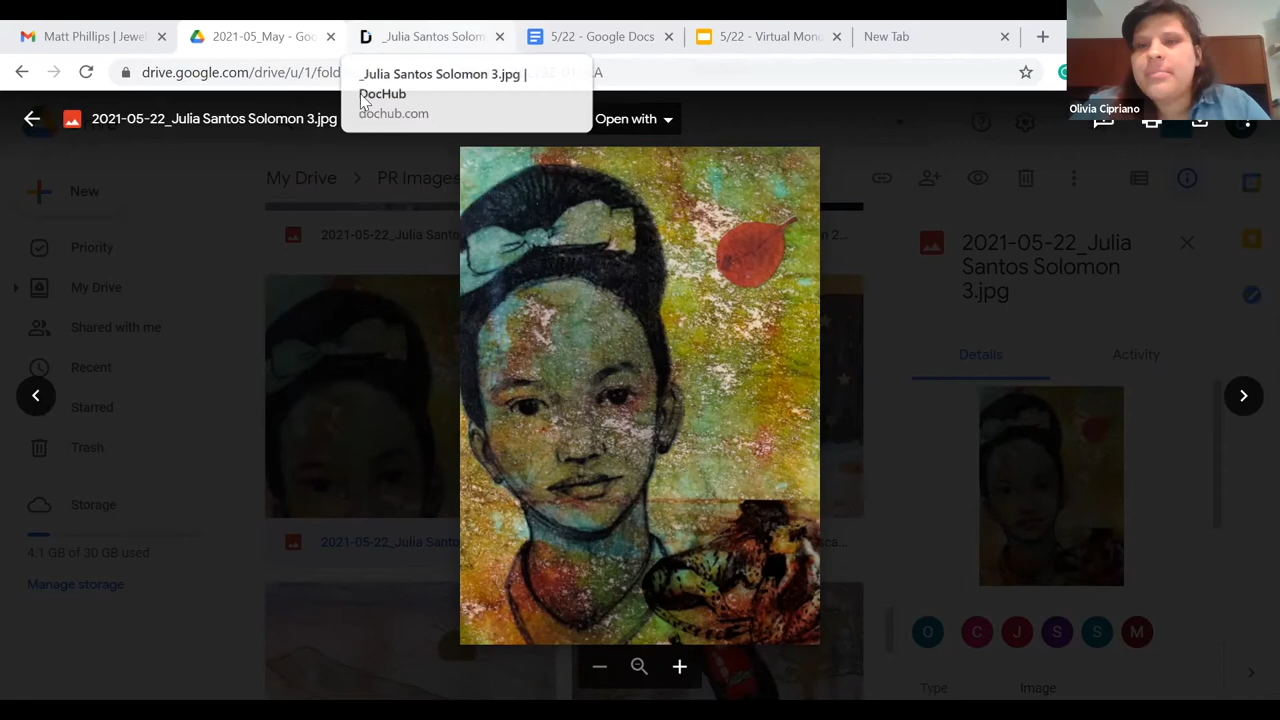 Matt Phillips | Jewel
2021-05_May - Goo
_Julia Santos Solom
5/22 - Google Docs
5/22 - Virtual Mond
New Tab
drive.google.com/drive/u/1/fold
_Julia Santos Solomon 3.jpg |
DocHub
dochub.com
Olivia Cipriano
2021-05-22_Julia Santos Solomon 3.jpg
Open with
New
My Drive
PR Images
2021-05-22_Julia Santo
2...
2021-05-22_Julia
Santos Solomon
3.jpg
Priority
My Drive
Shared with me
Recent
Starred
Trash
Details
Activity
Storage
4.1 GB of 30 GB used
Manage storage
2021-05-22_Julia Santo
sca...
O
C
J
S
S
M
Type
Image